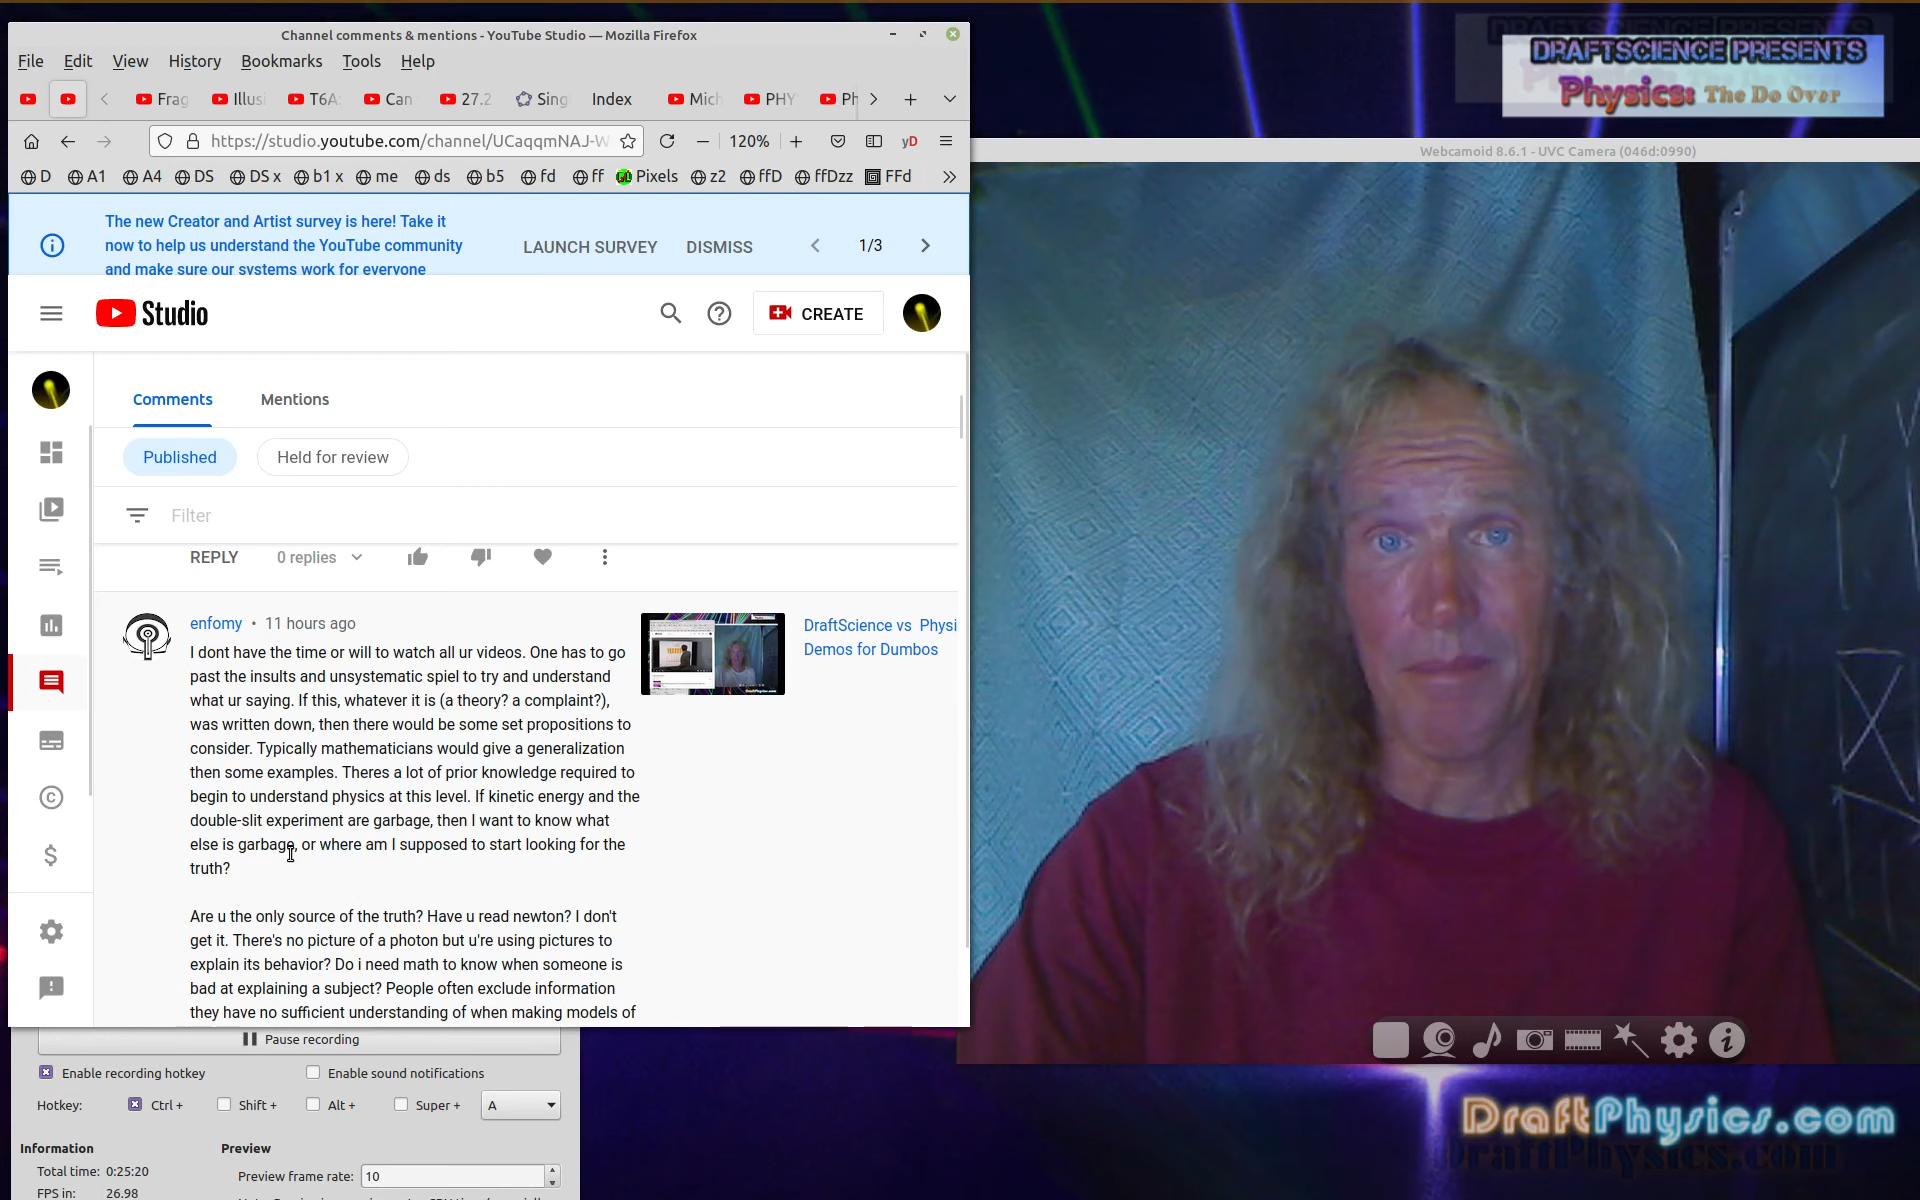 Channel comments & mentions - YouTube Studio — Mozilla Firefox
File Edit View History Bookmarks Tools Help
Frag Illus T6A: Can 27.2 Sing Index Mich PHY Ph
https://studio.youtube.com/channel/UCaqqmNAJ-W 120% yD
D A1 A4 DS DS x b1 x me ds b5 fd ff Pixels z2 ffD ffDzz FFd
The new Creator and Artist survey is here! Take it
now to help us understand the YouTube community
and make sure our systems work for everyone
LAUNCH SURVEY DISMISS 1/3
Studio
CREATE
Comments Mentions
Published Held for review
Filter
REPLY 0 replies
enfomy • 11 hours ago
I dont have the time or will to watch all ur videos. One has to go
past the insults and unsystematic spiel to try and understand
what ur saying. If this, whatever it is (a theory? a complaint?),
was written down, then there would be some set propositions to
consider. Typically mathematicians would give a generalization
then some examples. Theres a lot of prior knowledge required to
begin to understand physics at this level. If kinetic energy and the
double-slit experiment are garbage, then I want to know what
else is garbage, or where am I supposed to start looking for the
truth?
Are u the only source of the truth? Have u read newton? I don't
get it. There's no picture of a photon but u're using pictures to
explain its behavior? Do i need math to know when someone is
bad at explaining a subject? People often exclude information
they have no sufficient understanding of when making models of
DraftScience vs Physi
Demos for Dumbos
Pause recording
Enable recording hotkey Enable sound notifications
Hotkey: Ctrl + Shift + Alt + Super + A
Information Preview
Total time: 0:25:20
Preview frame rate: 10
FPS in: 26.98
DRAFTSCIENCE PRESENTS
Physics: The Do Over
Webcamoid 8.6.1 - UVC Camera (046d:0990)
DraftPhysics.com